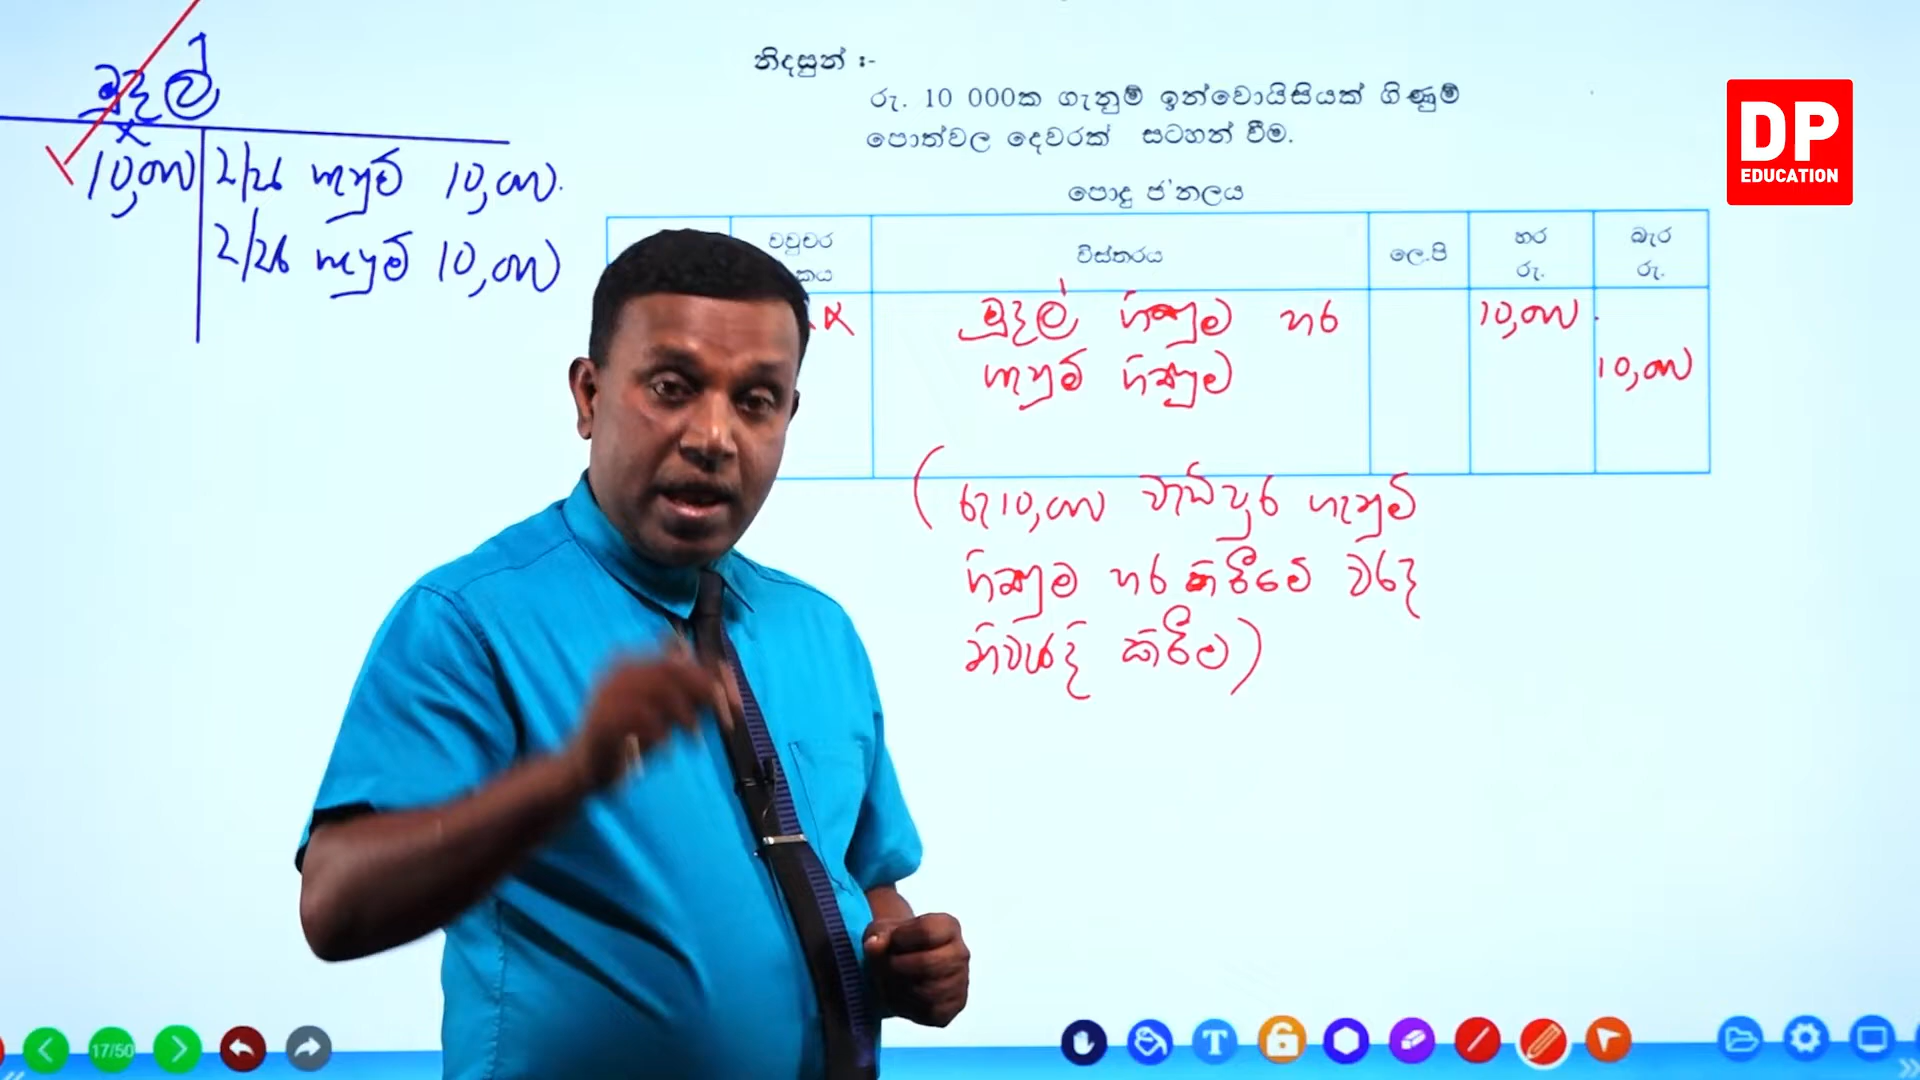 මුදල්
10,000 2/26 ගැනුම් 10,000.
2/28 ගැනුම් 10,000
නිදසුන් :-
රු. 10 000ක ගැනුම් ඉන්වොයිසියක් ගිණුම්
පොත්වල දෙවරක් සටහන් වීම.
DP
EDUCATION
පොදු ජ'නලය
වවුචර විස්තරය ලෙ.පි හර රු. බැර රු.
මුදල් ගිණුම හර 10,000
ගැනුම් ගිණුම 10,000
(රු 10,000 වැඩිපුර ගැනුම්
ගිණුම හර කිරීමේ වරද
නිවැරදි කිරීම)
17/50